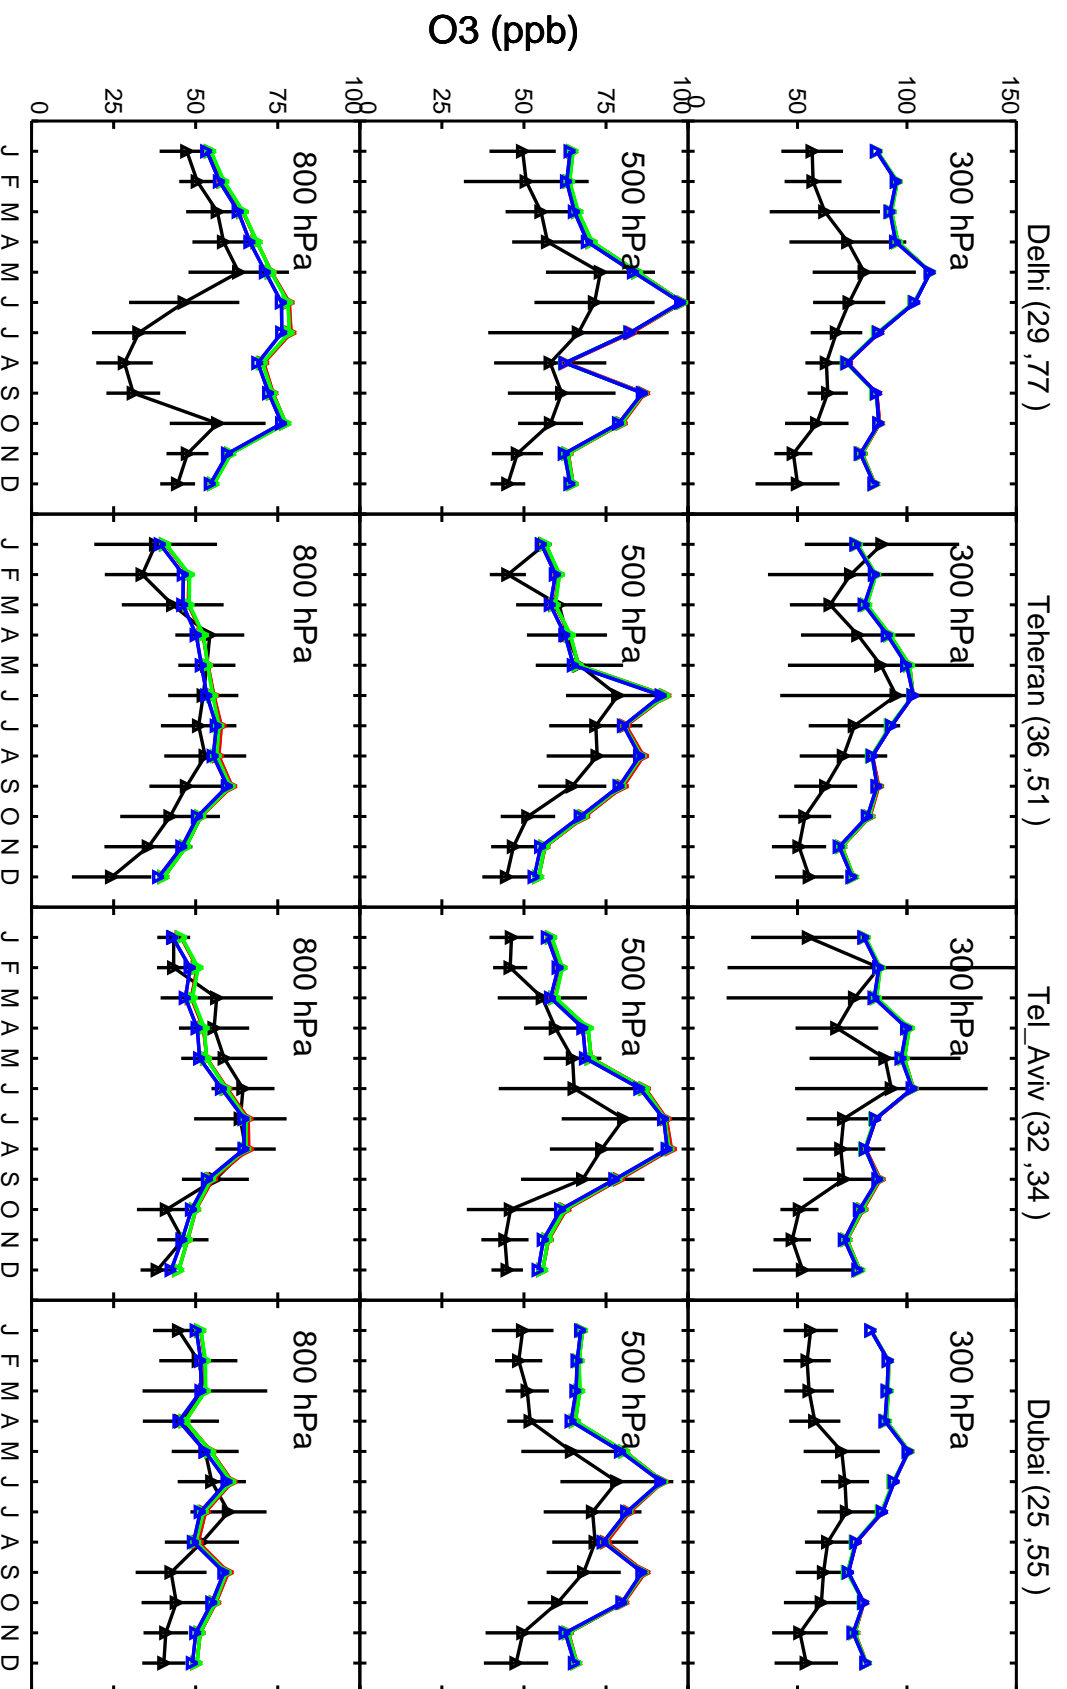 Delhi (29 ,77 )
Teheran (36 ,51 )
Tel_Aviv (32 ,34 )
Dubai (25 ,55 )
150
100
50
0
300 hPa
300 hPa
300 hPa
300 hPa
O3 (ppb)
100
75
50
25
0
500 hPa
500 hPa
500 hPa
500 hPa
100
75
50
25
0
800 hPa
800 hPa
800 hPa
800 hPa
J F M A M J J A S O N D
J F M A M J J A S O N D
J F M A M J J A S O N D
J F M A M J J A S O N D